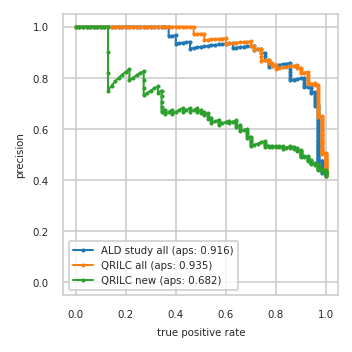 1.0
0.8
0.6
0.4
0.2
0.0
precision
ALD study all (aps: 0.916)
QRILC all (aps: 0.935)
QRILC new (aps: 0.682)
0.0 0.2 0.4 0.6 0.8 1.0
true positive rate